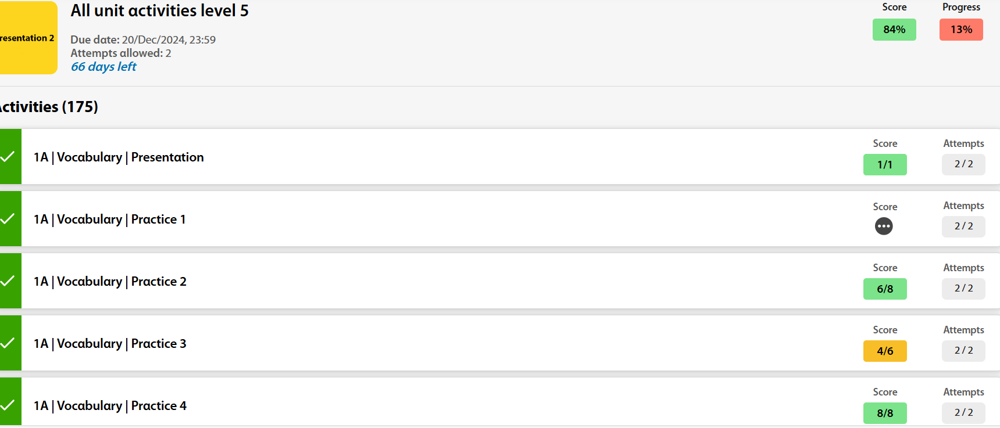 All unit activities level 5
Score
Progress
84%
13%
resentation 2
Due date: 20/Dec/2024, 23:59
Attempts allowed: 2
66 days left
ctivities (175)
1A | Vocabulary | Presentation
Score
Attempts
1/1
2 / 2
1A | Vocabulary | Practice 1
Score
Attempts
2 / 2
1A | Vocabulary | Practice 2
Score
Attempts
6/8
2 / 2
1A | Vocabulary | Practice 3
Score
Attempts
4/6
2 / 2
1A | Vocabulary | Practice 4
Score
Attempts
8/8
2 / 2